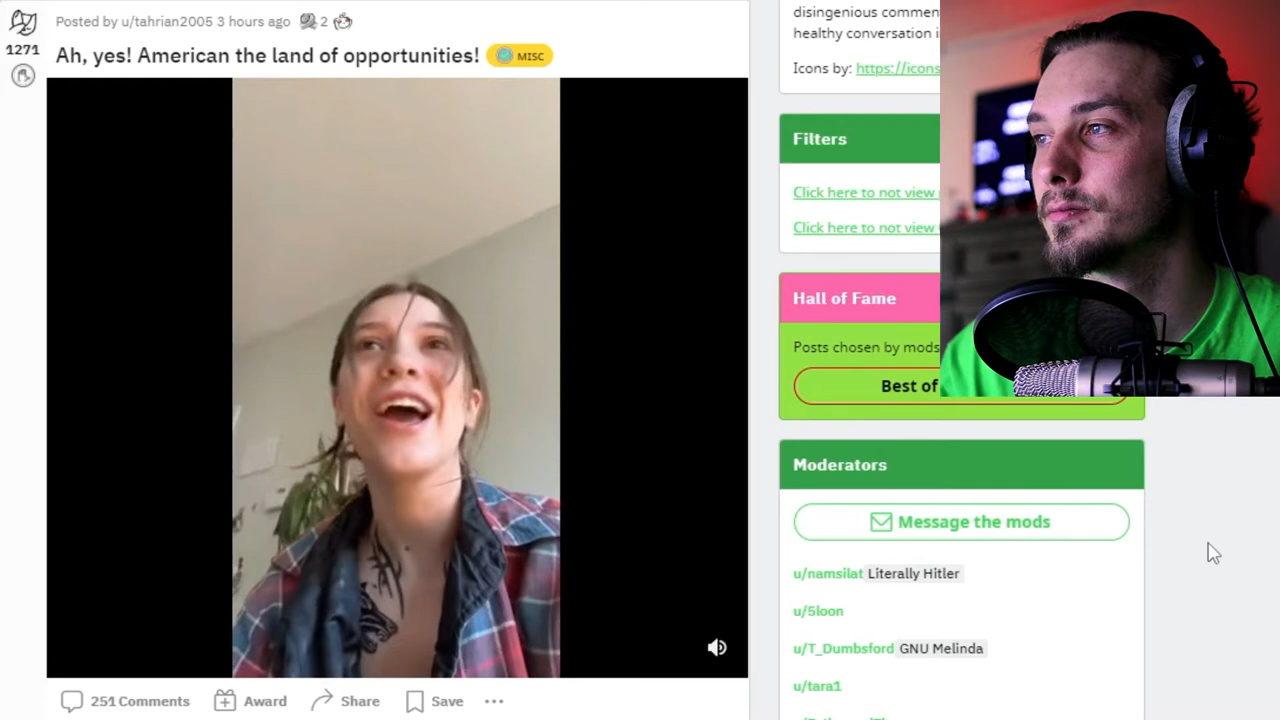 Posted by u/tahrian2005 3 hours ago 2
1271
Ah, yes! American the land of opportunities! MISC
251 Comments Award Share Save
disingenious
healthy conversation
Icons by: https://icons
Filters
Click here to not view
Click here to not view
Hall of Fame
Posts chosen by mods
Best of
Moderators
Message the mods
u/namsilat Literally Hitler
u/5loon
u/T_Dumbsford GNU Melinda
u/tara1